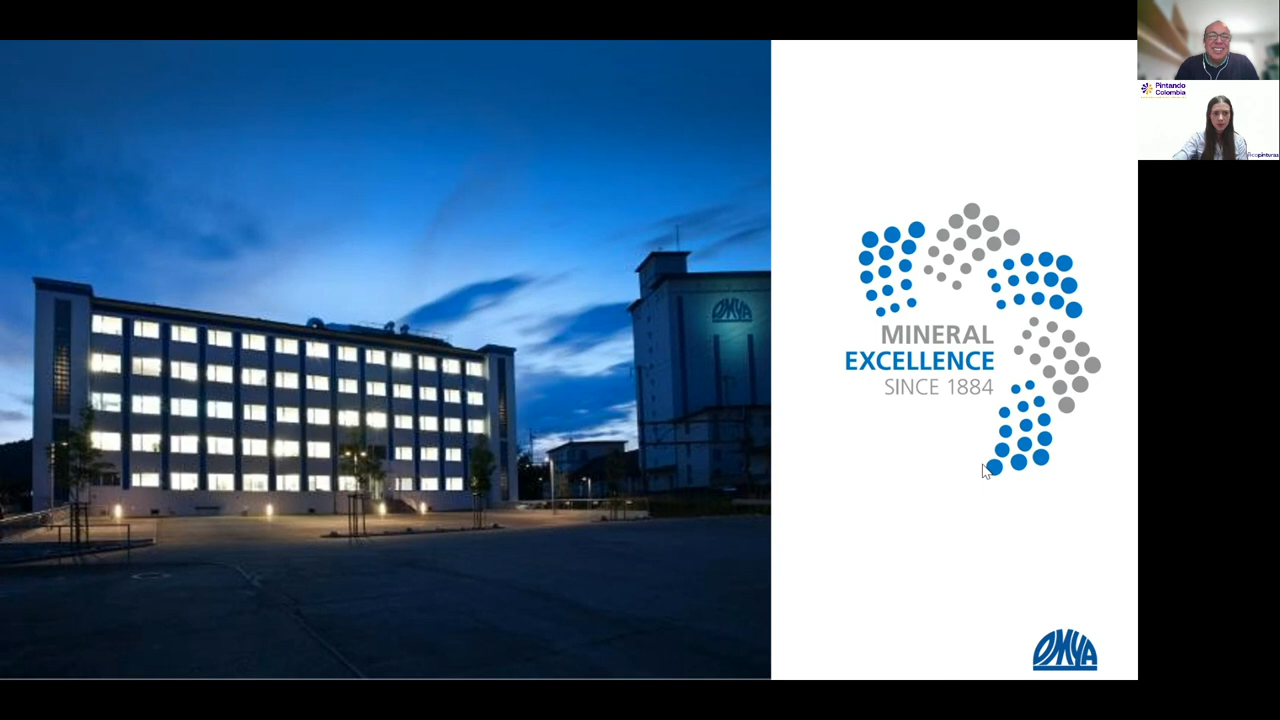 Pintando
Colombia
OMYA
MINERAL
EXCELLENCE
SINCE 1884
OMYA